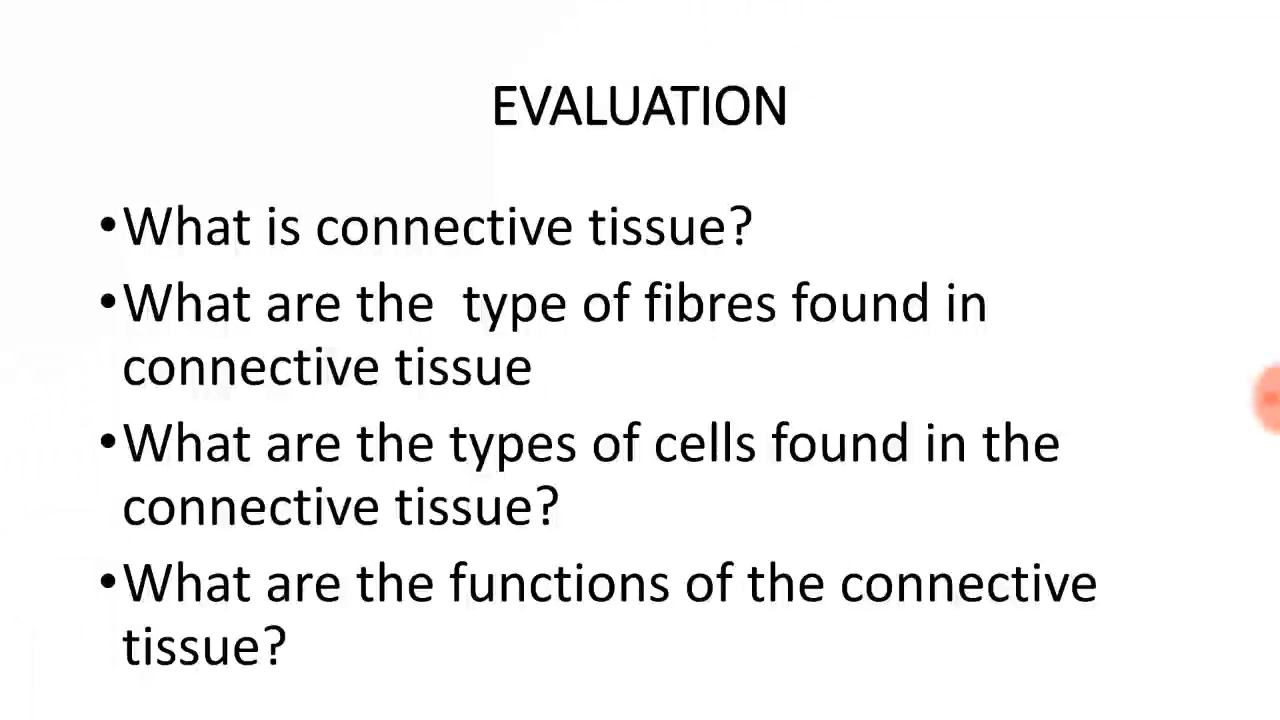 EVALUATION
•What is connective tissue?
•What are the  type of fibres found in
connective tissue
•What are the types of cells found in the
connective tissue?
•What are the functions of the connective
tissue?